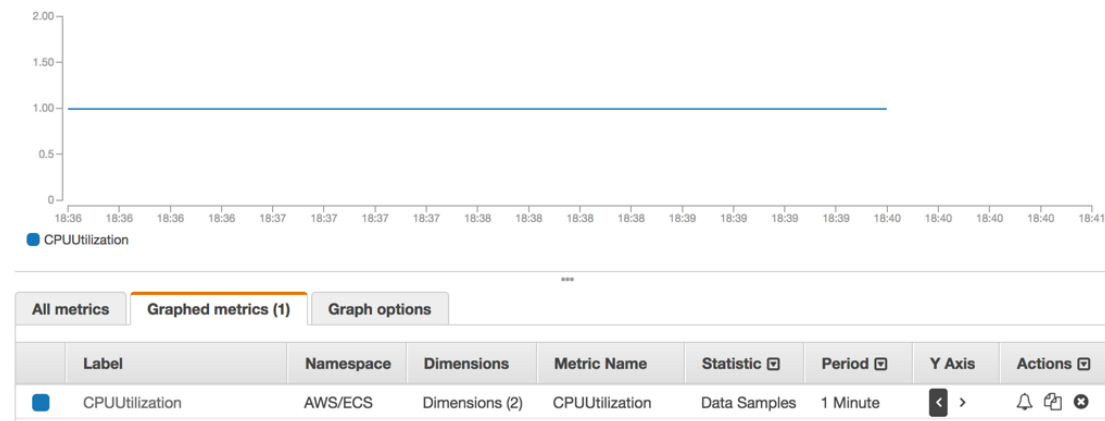 2.00
1.50
1.00
0.5
0
18:36 18:36 18:36 18:36 18:37 18:37 18:37 18:37 18:38 18:38 18:38 18:38 18:39 18:39 18:39 18:39 18:40 18:40 18:40 18:40 18:41
CPUUtilization
All metrics Graphed metrics (1) Graph options
Label Namespace Dimensions Metric Name Statistic Period Y Axis Actions
CPUUtilization AWS/ECS Dimensions (2) CPUUtilization Data Samples 1 Minute < >